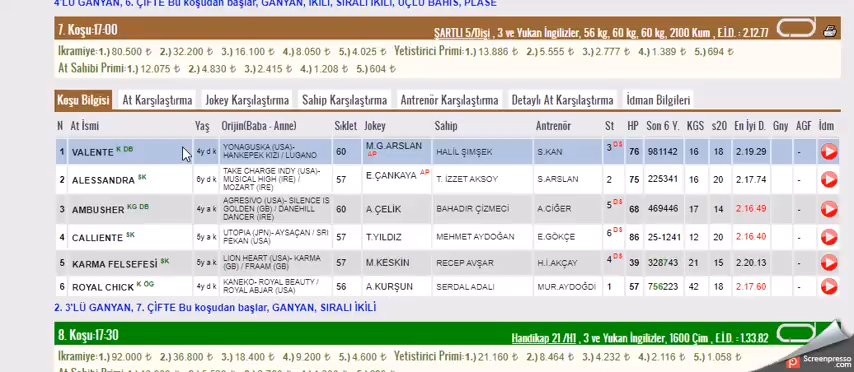 4'LÜ GANYAN, 6. ÇİFTE Bu koşudan başlar, GANYAN, İKİLİ, SIRALI İKİLİ, ÜÇLÜ BAHİS, PLASE
7. Koşu:17:00 ŞARTLI 5/Dişi , 3 ve Yukarı İngilizler, 56 kg, 60 kg, 60 kg, 2100 Kum , E.İ.D. : 2.12.77
Ikramiye: 1.) 80.500 ₺ 2.) 32.200 ₺ 3.) 16.100 ₺ 4.) 8.050 ₺ 5.) 4.025 ₺ Yetistirici Primi: 1.) 13.886 ₺ 2.) 5.555 ₺ 3.) 2.777 ₺ 4.) 1.389 ₺ 5.) 694 ₺
At Sahibi Primi: 1.) 12.075 ₺ 2.) 4.830 ₺ 3.) 2.415 ₺ 4.) 1.208 ₺ 5.) 604 ₺
Koşu Bilgisi At Karşılaştırma Jokey Karşılaştırma Sahip Karşılaştırma Antrenör Karşılaştırma Detaylı At Karşılaştırma İdman Bilgileri
N At İsmi Yaş Orijin(Baba - Anne) Sıklet Jokey Sahip Antrenör St HP Son 6 Y. KGS s20 En İyi D. Gny AGF İdm
1 VALENTE K DB 4y d k YONAGUSKA (USA)- HANKEPEK KIZI / LUGANO 60 M.G.ARSLAN AP HALİL ŞİMŞEK S.KAN 3 DS 76 981142 16 18 2.19.29 -
2 ALESSANDRA SK 6y d k TAKE CHARGE INDY (USA)- MUSICAL HIGH (IRE) / MOZART (IRE) 57 E.ÇANKAYA AP T. İZZET AKSOY S.ARSLAN 2 75 225341 16 20 2.17.74 -
3 AMBUSHER KG DB 4y a k AGRESIVO (USA)- SILENCE IS GOLDEN (GB) / DANEHILL DANCER (IRE) 60 A.ÇELİK BAHADIR ÇİZMECİ A.CİĞER 5 DS 68 469446 17 14 2.16.49 -
4 CALLIENTE SK 5y a k UTOPIA (JPN)- AYSAÇAN / SRI PEKAN (USA) 57 T.YILDIZ MEHMET AYDOĞAN E.GÖKÇE 6 DS 86 25-1241 12 20 2.16.40 -
5 KARMA FELSEFESİ SK 5y a k LION HEART (USA)- KARMA (GB) / FRAAM (GB) 57 M.KESKİN RECEP AVŞAR H.İ.AKÇAY 4 DS 39 328743 21 15 2.20.13 -
6 ROYAL CHICK K ÖG 4y d k KANEKO- ROYAL BEAUTY / ROYAL ABJAR (USA) 56 A.KURŞUN SERDAL ADALI MUR.AYDOĞDİ 1 57 756223 42 18 2.17.60 -
2. 3'LÜ GANYAN, 7. ÇİFTE Bu koşudan başlar, GANYAN, SIRALI İKİLİ
8. Koşu:17:30 Handikap 21 /H1 , 3 ve Yukarı İngilizler, 1600 Çim , E.İ.D. : 1.33.82
Ikramiye: 1.) 92.000 ₺ 2.) 36.800 ₺ 3.) 18.400 ₺ 4.) 9.200 ₺ 5.) 4.600 ₺ Yetistirici Primi: 1.) 21.160 ₺ 2.) 8.464 ₺ 3.) 4.232 ₺ 4.) 2.116 ₺ 5.) 1.058 ₺
At Sahibi Primi:
Screenpresso
.com